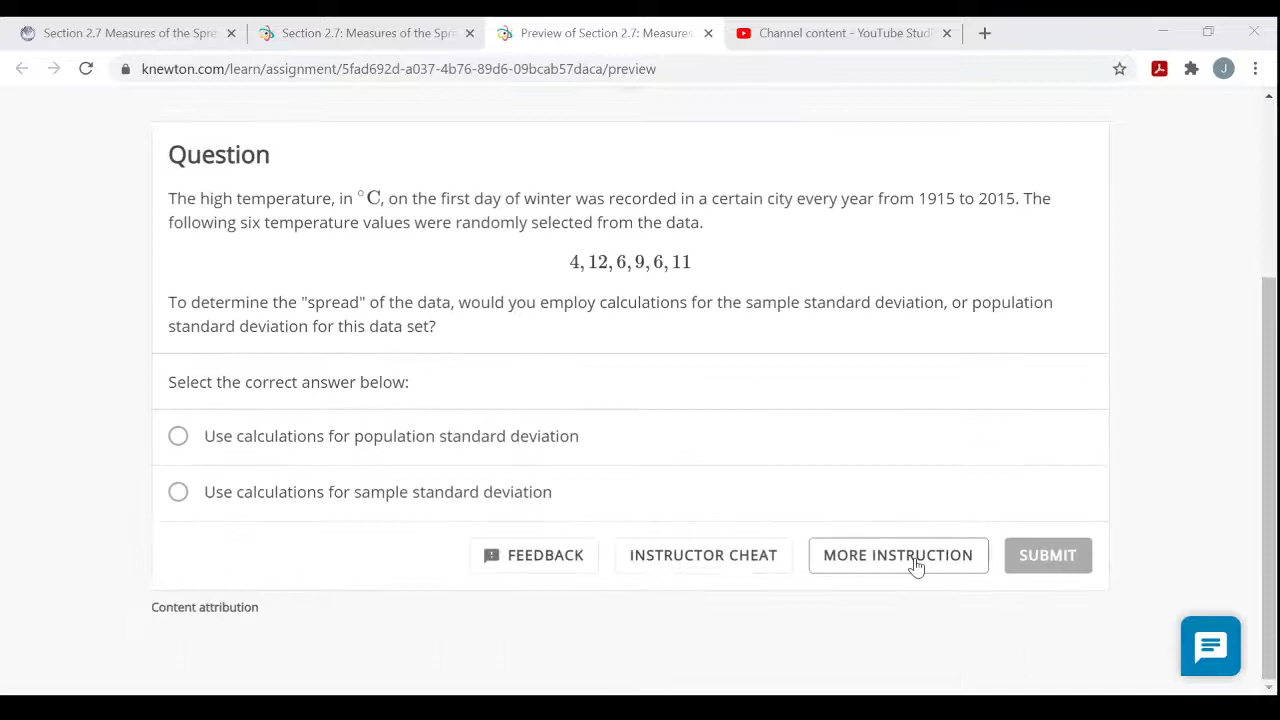 Section 2.7 Measures of the Spre
Section 2.7: Measures of the Spr
Preview of Section 2.7: Measures
Channel content - YouTube Studi
knewton.com/learn/assignment/5fad692d-a037-4b76-89d6-09bcab57daca/preview
J
Question
The high temperature, in °C, on the first day of winter was recorded in a certain city every year from 1915 to 2015. The
following six temperature values were randomly selected from the data.
4, 12, 6, 9, 6, 11
To determine the "spread" of the data, would you employ calculations for the sample standard deviation, or population
standard deviation for this data set?
Select the correct answer below:
Use calculations for population standard deviation
Use calculations for sample standard deviation
FEEDBACK
INSTRUCTOR CHEAT
MORE INSTRUCTION
SUBMIT
Content attribution